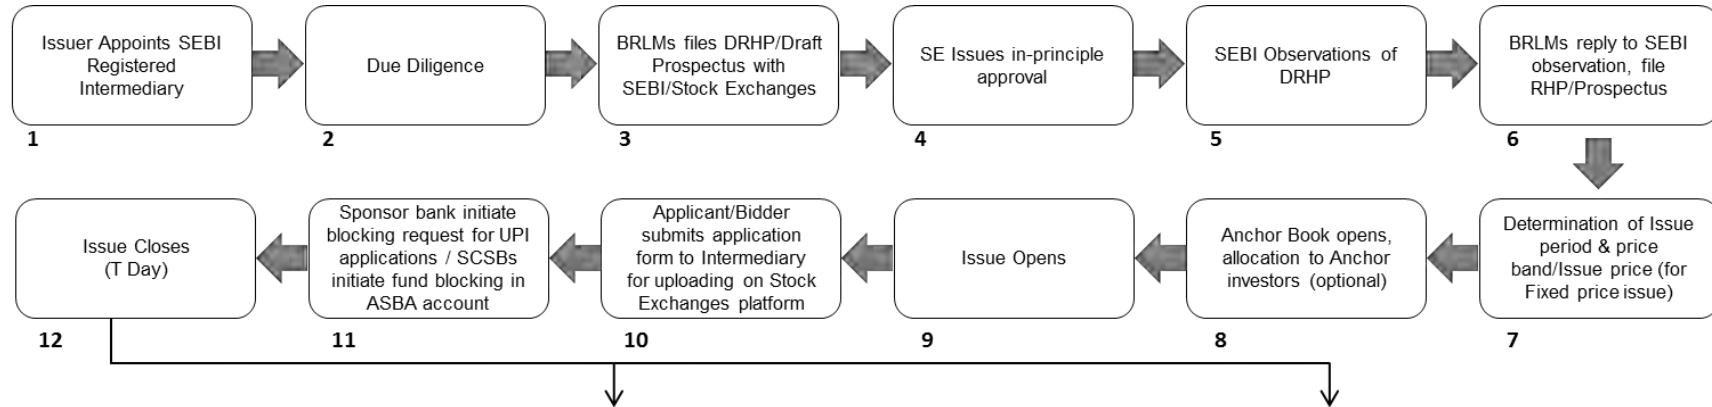 Issuer Appoints SEBI
Registered
Intermediary
1
Due Diligence
2
BRLMs files DRHP/Draft
Prospectus with
SEBI/Stock Exchanges
3
SE Issues in-principle
approval
4
SEBI Observations of
DRHP
5
BRLMs reply to SEBI
observation, file
RHP/Prospectus
6
Determination of Issue
period & price
band/Issue price (for
Fixed price issue)
7
Anchor Book opens,
allocation to Anchor
investors (optional)
8
Issue Opens
9
Applicant/Bidder
submits application
form to Intermediary
for uploading on Stock
Exchanges platform
10
Sponsor bank initiate
blocking request for UPI
applications / SCSBs
initiate fund blocking in
ASBA account
11
Issue Closes
(T Day)
12